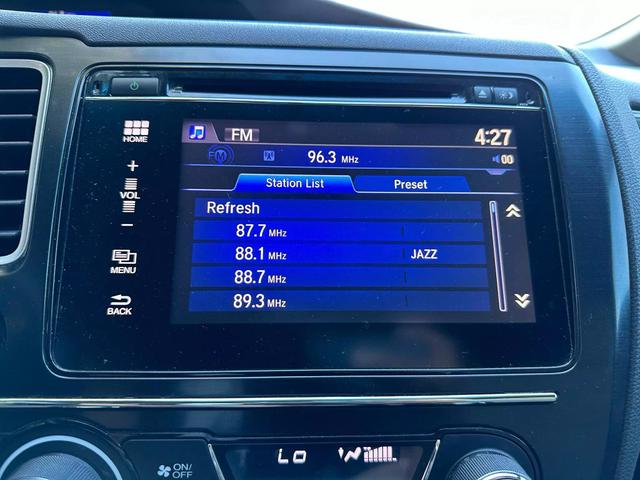 FM
4:27
HOME
96.3 MHz
00
+
VOL
−
Station List
Preset
Refresh
87.7 MHz
88.1 MHz JAZZ
MENU
88.7 MHz
89.3 MHz
BACK
ON/
OFF
Lo